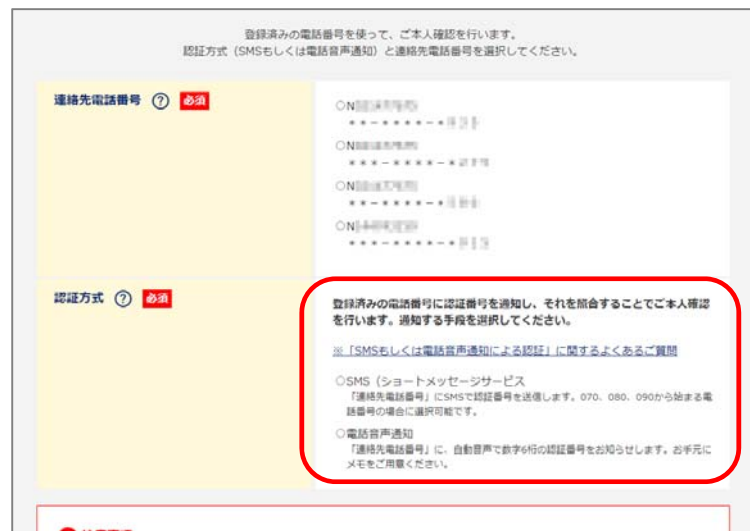 登録済みの電話番号を使って、ご本人確認を行います。
認証方式（SMSもしくは電話音声通知）と連絡先電話番号を選択してください。
連絡先電話番号 ? 必須
○N
**-****-*
○N
***-****-*
○N
**-****-*
○N
***-****-*
認証方式 ? 必須
登録済みの電話番号に認証番号を通知し、それを照合することでご本人確認
を行います。通知する手段を選択してください。
※「SMSもしくは電話音声通知による認証」に関するよくあるご質問
○SMS（ショートメッセージサービス
「連絡先電話番号」にSMSで認証番号を送信します。070、080、090から始まる電
話番号の場合に選択可能です。
○電話音声通知
「連絡先電話番号」に、自動音声で数字6桁の認証番号をお知らせします。お手元に
メモをご用意ください。